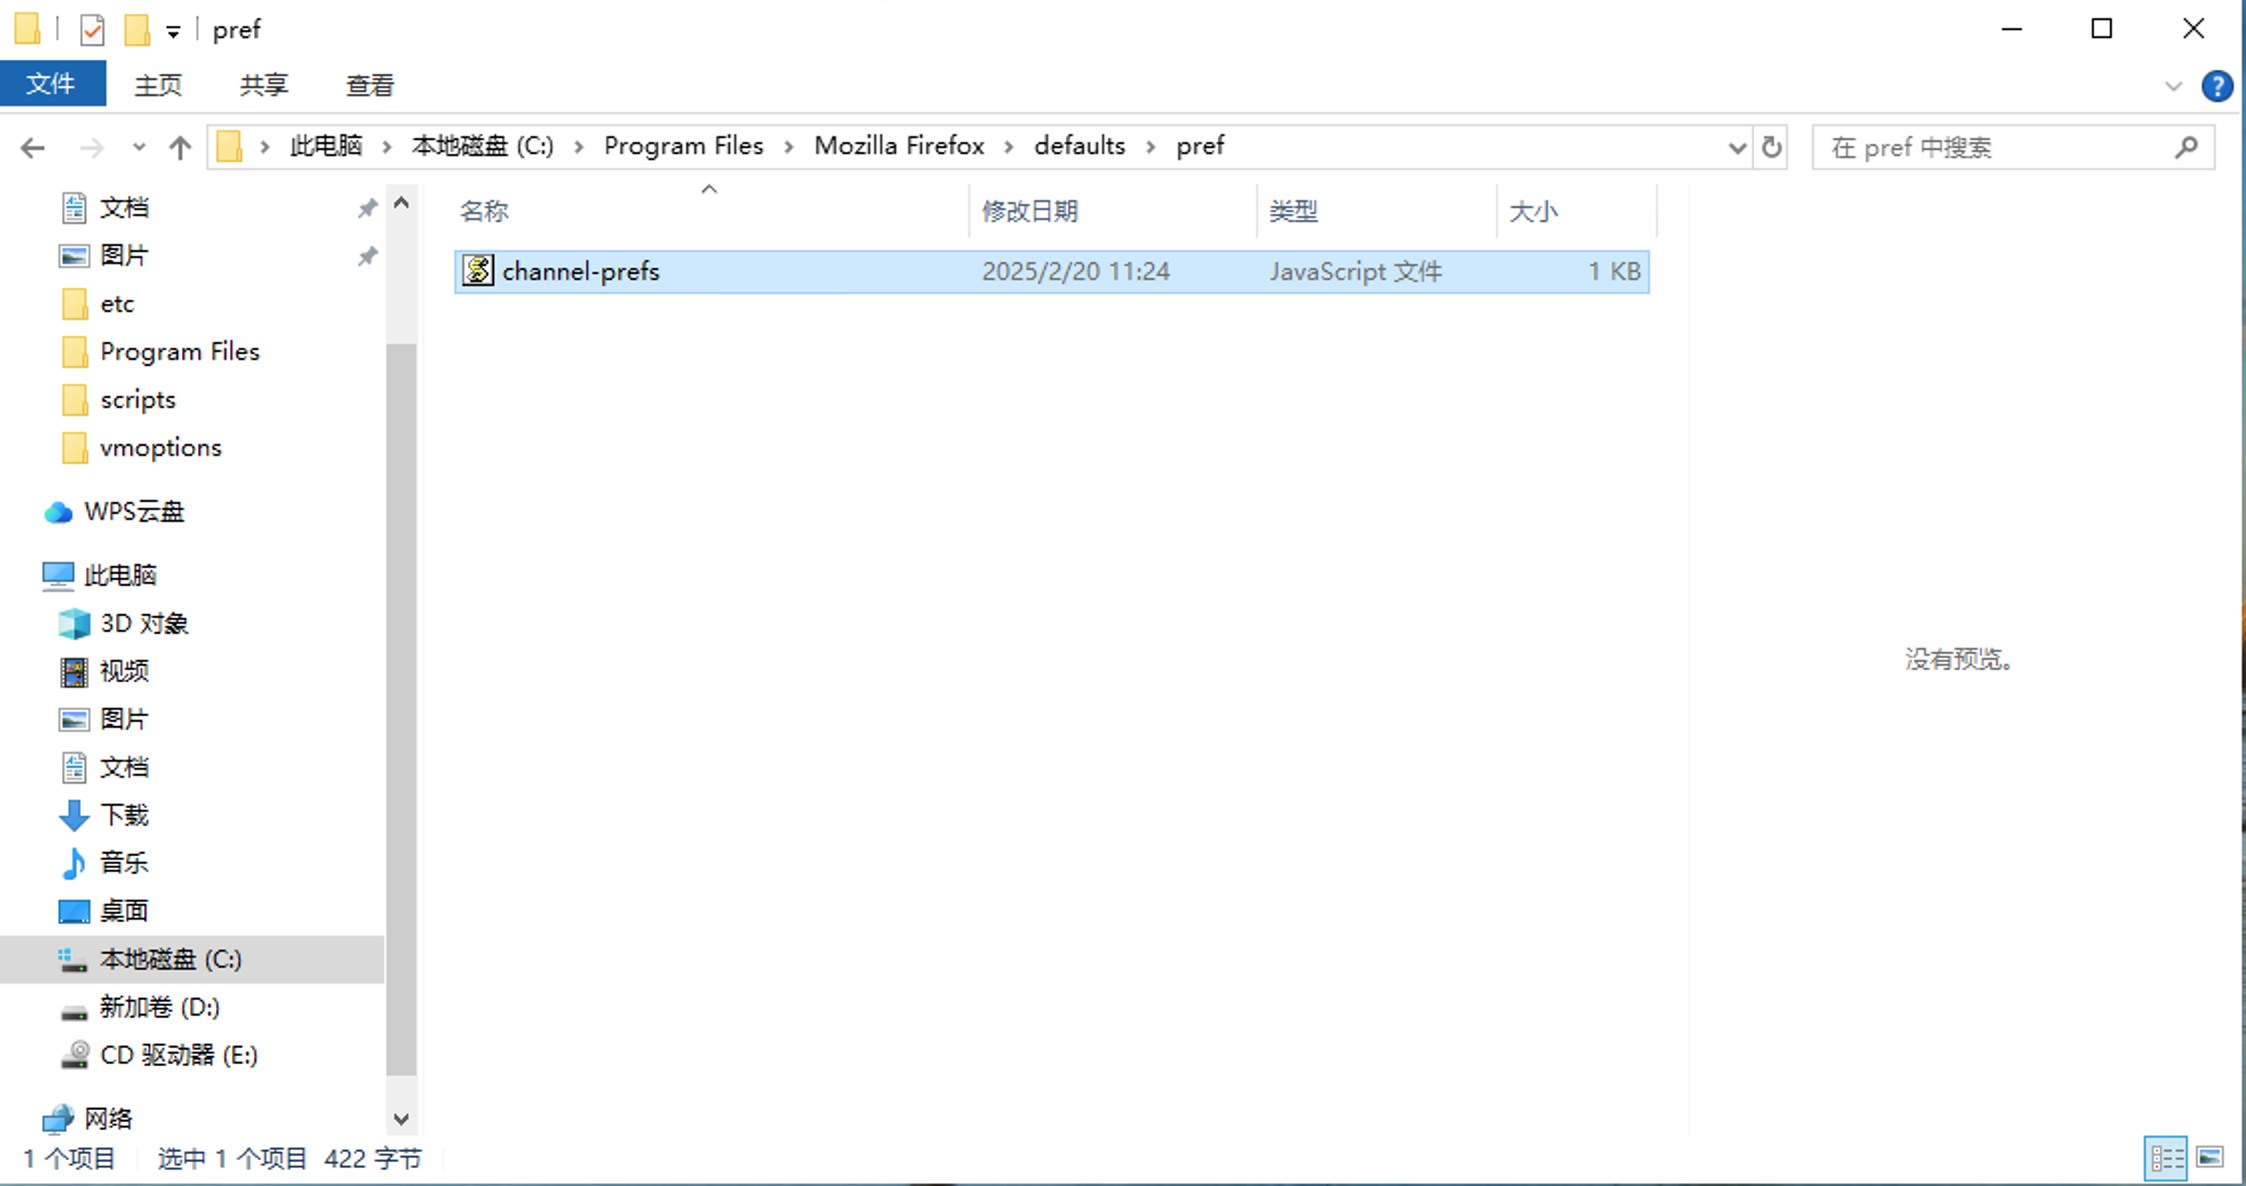 pref
文件 主页 共享 查看
此电脑 本地磁盘 (C:) Program Files Mozilla Firefox defaults pref
在 pref 中搜索
名称 修改日期 类型 大小
channel-prefs 2025/2/20 11:24 JavaScript 文件 1 KB
文档
图片
etc
Program Files
scripts
vmoptions
WPS云盘
此电脑
3D 对象
视频
图片
文档
下载
音乐
桌面
本地磁盘 (C:)
新加卷 (D:)
CD 驱动器 (E:)
网络
没有预览。
1 个项目 选中 1 个项目 422 字节